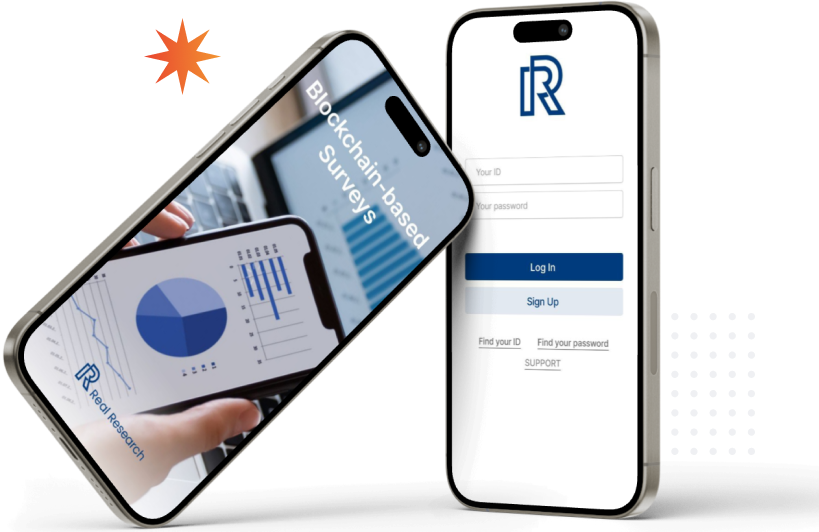 Blockchain-based
Surveys
Real Research
Your ID
Your password
Log In
Sign Up
Find your ID Find your password
SUPPORT